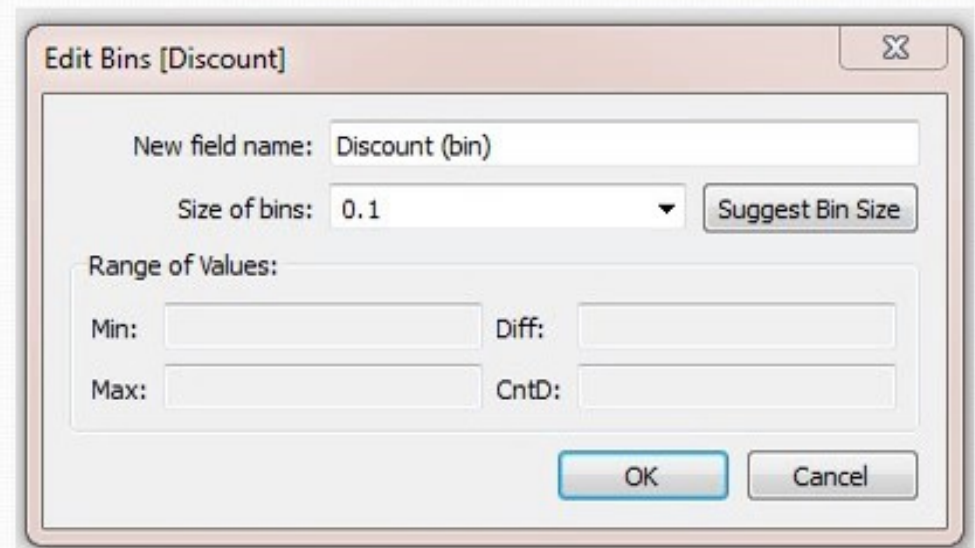 Edit Bins [Discount]
New field name: Discount (bin)
Size of bins: 0.1 Suggest Bin Size
Range of Values:
Min: Diff:
Max: CntD:
OK Cancel